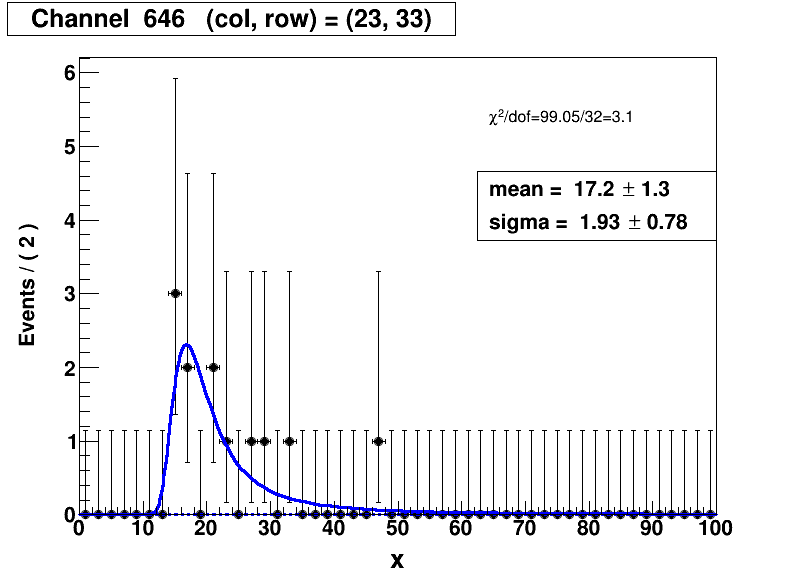 Channel 646 (col, row) = (23, 33)
χ²/dof=99.05/32=3.1
mean = 17.2 ± 1.3
sigma = 1.93 ± 0.78
Events / ( 2 )
6
5
4
3
2
1
0
0 10 20 30 40 50 60 70 80 90 100
x